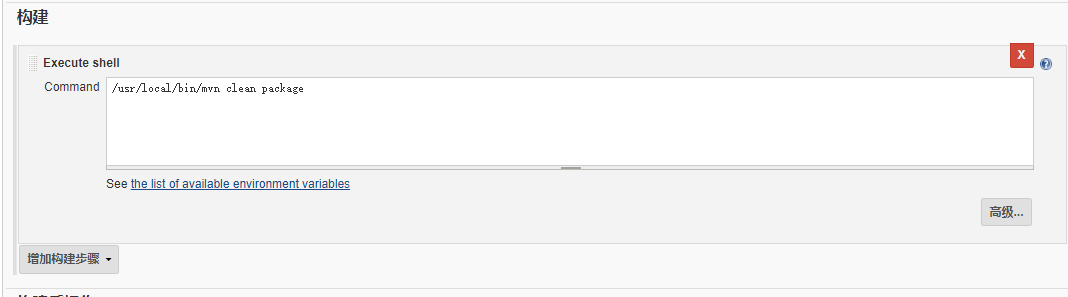 构建
Execute shell
X
Command
/usr/local/bin/mvn clean package
See the list of available environment variables
高级...
增加构建步骤